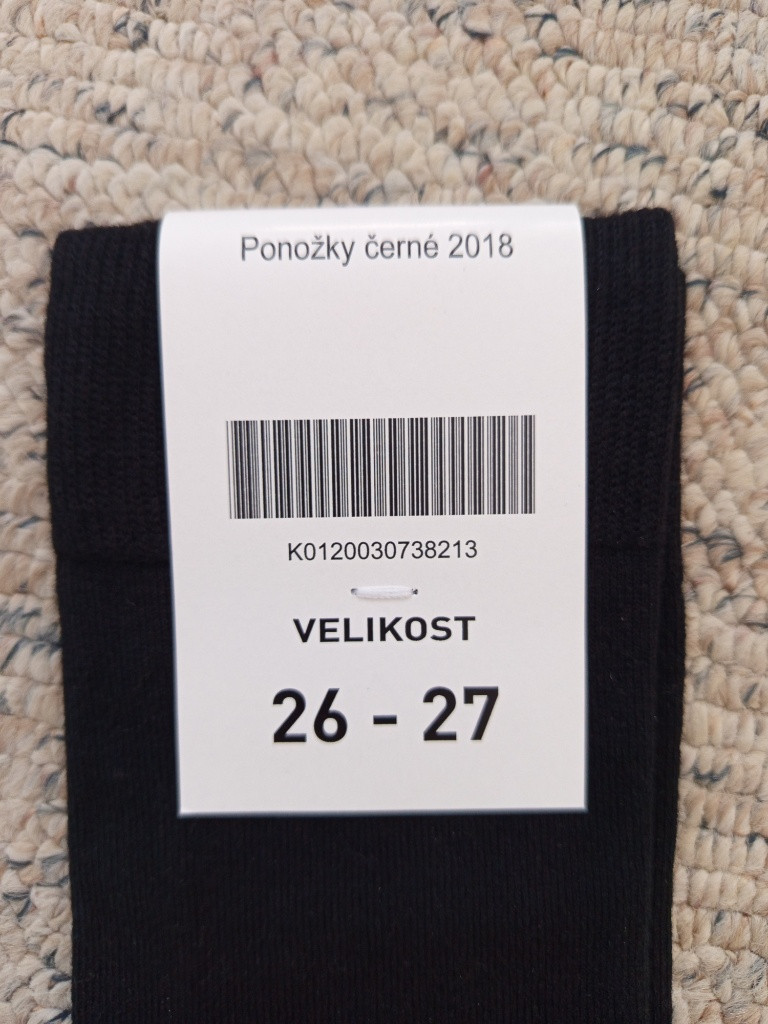 Ponožky černé 2018
K0120030738213
VELIKOST
26 - 27